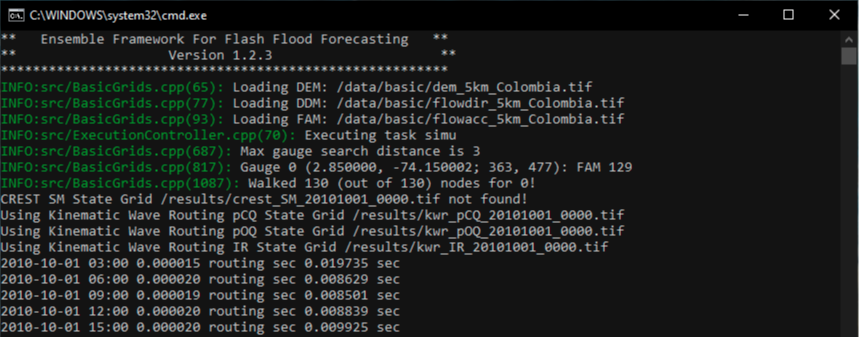 C:\WINDOWS\system32\cmd.exe
**   Ensemble Framework For Flash Flood Forecasting   **
**                   Version 1.2.3                     **
********************************************************
INFO:src/BasicGrids.cpp(65): Loading DEM: /data/basic/dem_5km_Colombia.tif
INFO:src/BasicGrids.cpp(77): Loading DDM: /data/basic/flowdir_5km_Colombia.tif
INFO:src/BasicGrids.cpp(93): Loading FAM: /data/basic/flowacc_5km_Colombia.tif
INFO:src/ExecutionController.cpp(70): Executing task simu
INFO:src/BasicGrids.cpp(687): Max gauge search distance is 3
INFO:src/BasicGrids.cpp(817): Gauge 0 (2.850000, -74.150002; 363, 477): FAM 129
INFO:src/BasicGrids.cpp(1087): Walked 130 (out of 130) nodes for 0!
CREST SM State Grid /results/crest_SM_20101001_0000.tif not found!
Using Kinematic Wave Routing pCQ State Grid /results/kwr_pCQ_20101001_0000.tif
Using Kinematic Wave Routing pOQ State Grid /results/kwr_pOQ_20101001_0000.tif
Using Kinematic Wave Routing IR State Grid /results/kwr_IR_20101001_0000.tif
2010-10-01 03:00 0.000015 routing sec 0.019735 sec
2010-10-01 06:00 0.000020 routing sec 0.008629 sec
2010-10-01 09:00 0.000019 routing sec 0.008501 sec
2010-10-01 12:00 0.000020 routing sec 0.008839 sec
2010-10-01 15:00 0.000020 routing sec 0.009925 sec